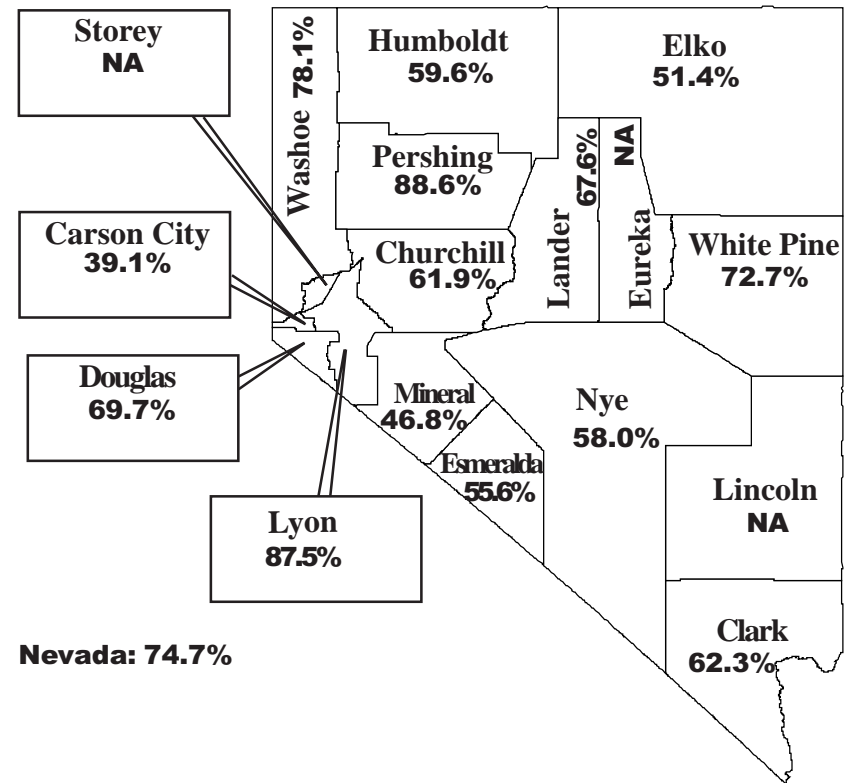 Storey
NA
Washoe 78.1%
Humboldt
59.6%
Elko
51.4%
Pershing
88.6%
Lander 67.6%
Eureka NA
Carson City
39.1%
Churchill
61.9%
White Pine
72.7%
Douglas
69.7%
Mineral
46.8%
Nye
58.0%
Esmeralda
55.6%
Lincoln
NA
Lyon
87.5%
Clark
62.3%
Nevada: 74.7%